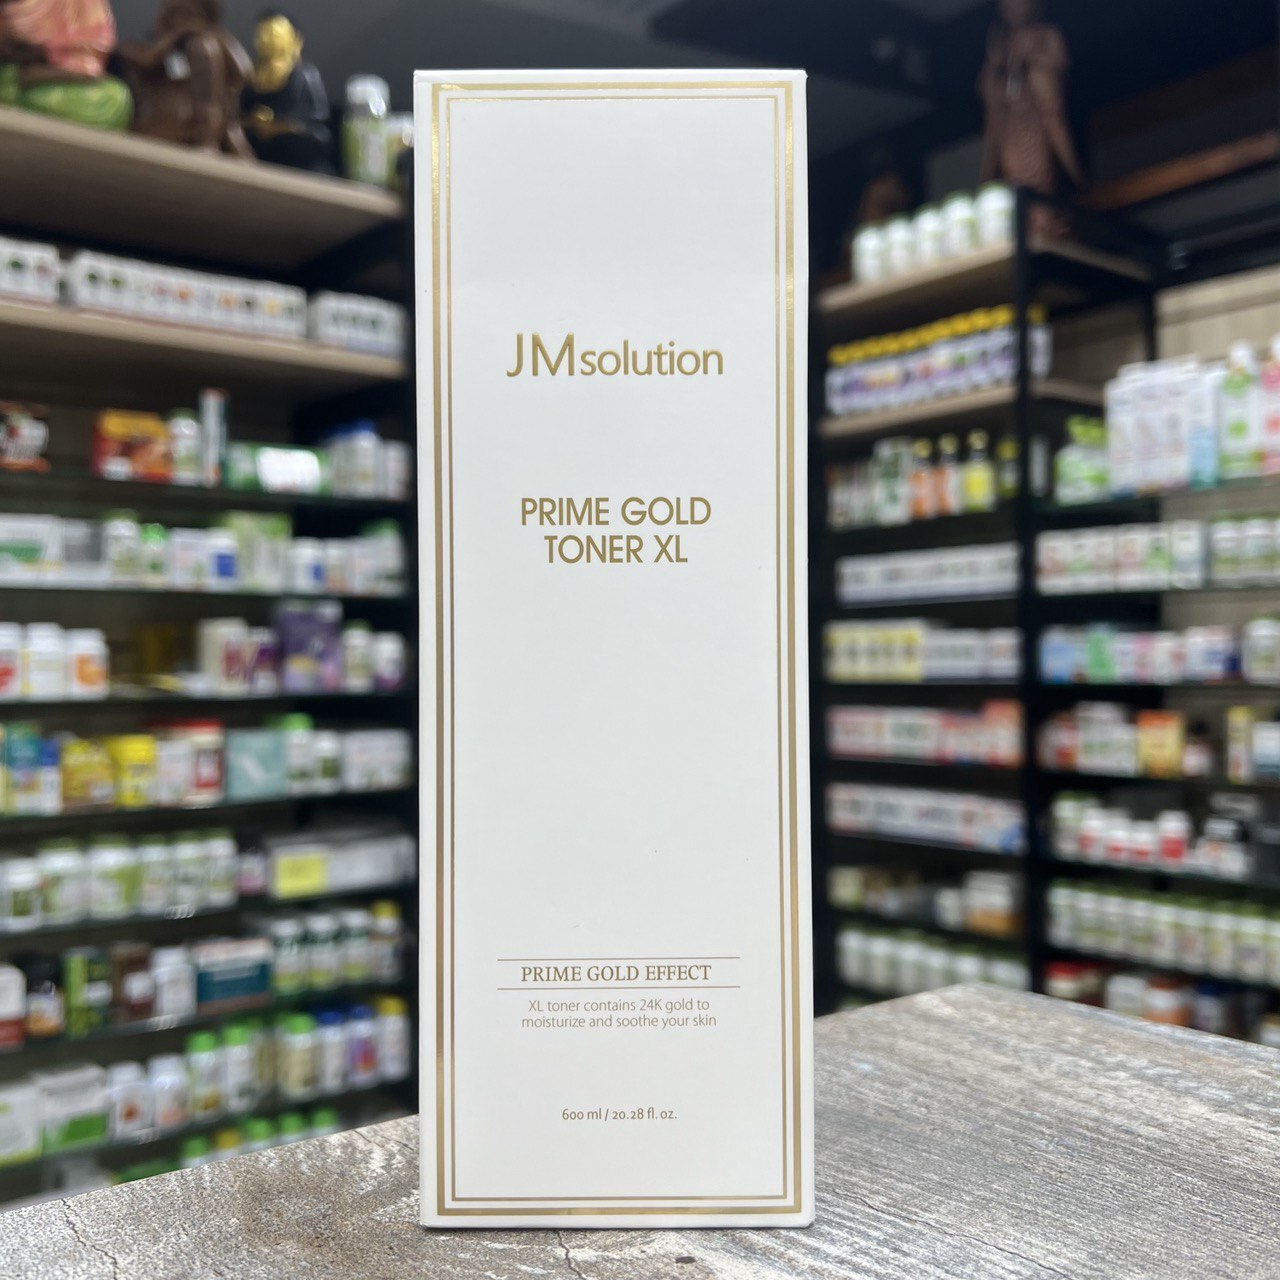 JMsolution
PRIME GOLD
TONER XL
PRIME GOLD EFFECT
XL toner contains 24K gold to
moisturize and soothe your skin
600 ml / 20.28 fl. oz.